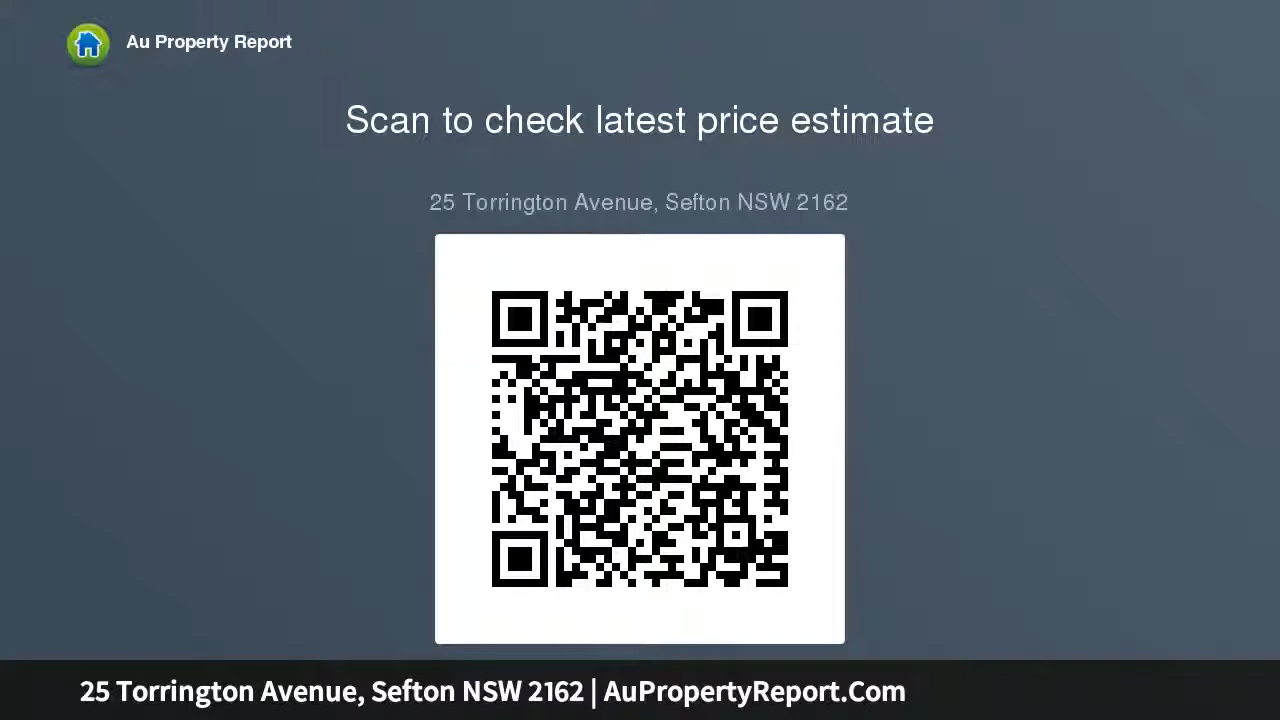 Au Property Report
Scan to check latest price estimate
25 Torrington Avenue, Sefton NSW 2162
25 Torrington Avenue, Sefton NSW 2162 | AuPropertyReport.Com